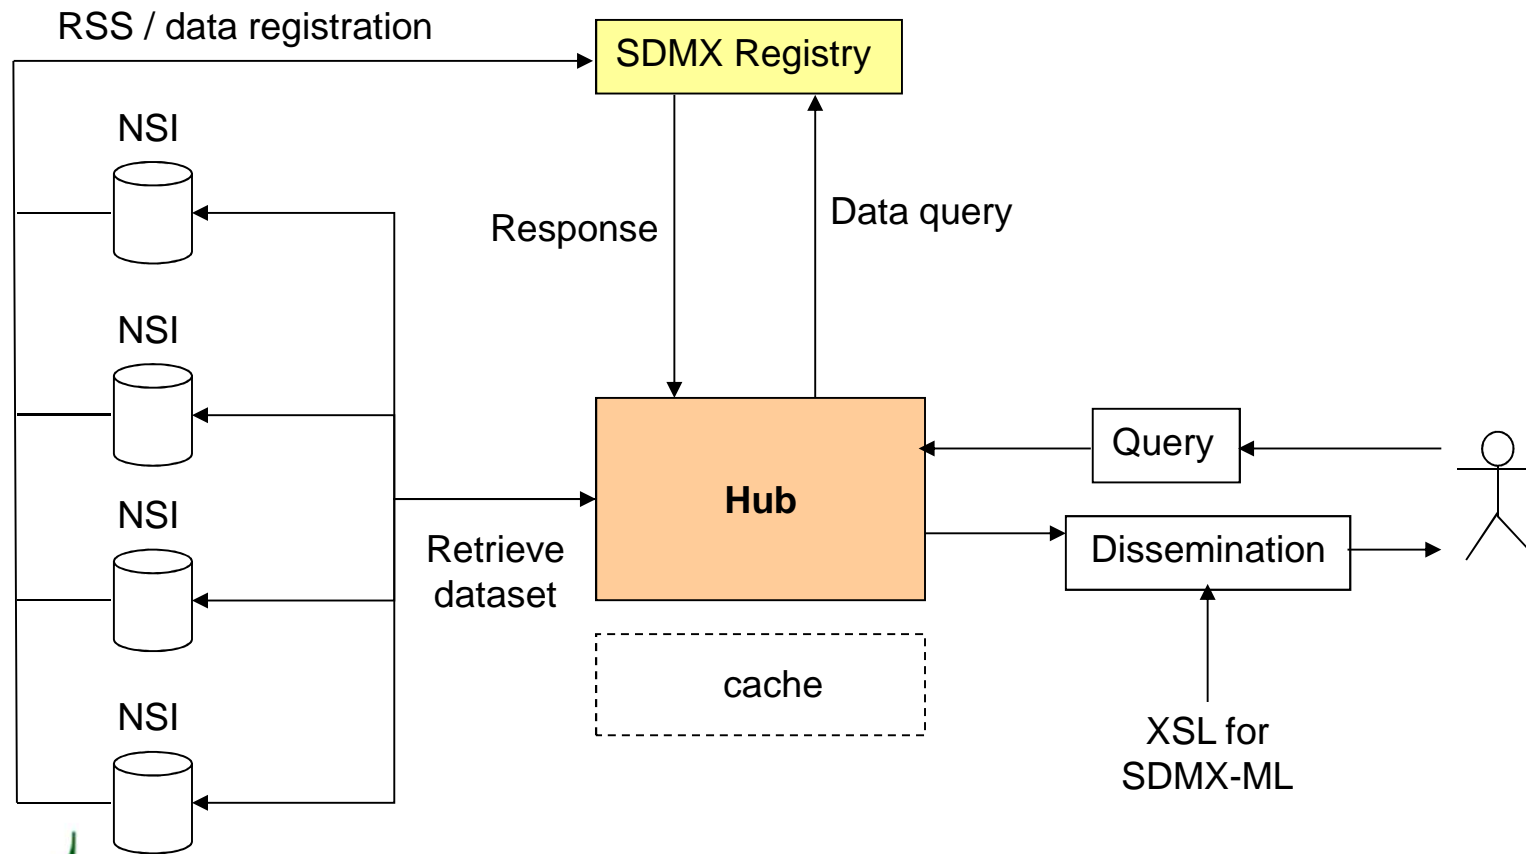 RSS / data registration
SDMX Registry
NSI
Response
Data query
NSI
Query
Hub
NSI
Retrieve
dataset
Dissemination
cache
NSI
XSL for
SDMX-ML